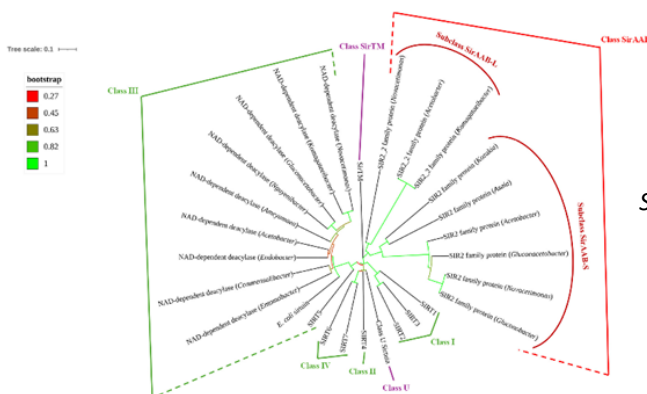 Tree scale: 0.1
bootstrap
0.27
0.45
0.63
0.82
1
Class III
Class SirTM
Class SirAAB
Subclass SirAAB-L
Subclass SirAAB-S
NAD-dependent deacylase (Novacetimonas)
NAD-dependent deacylase (Komagataeibacter)
NAD-dependent deacylase (Gluconacetobacter)
NAD-dependent deacylase (Nguyenibacter)
NAD-dependent deacylase (Ameyamaea)
NAD-dependent deacylase (Acetobacter)
NAD-dependent deacylase (Endobacter)
NAD-dependent deacylase (Commensalibacter)
NAD-dependent deacylase (Entomobacter)
E. coli sirtuin
SIRT5
SIRT6
SIRT7
SIRT4
Class U Sirtuin
SIRT2
SIRT3
SIRT1
SirTM
SIR2_2 family protein (Novacetimonas)
SIR2_2 family protein (Acetobacter)
SIR2_2 family protein (Komagataeibacter)
SIR2 family protein (Kozakia)
SIR2 family protein (Asaia)
SIR2 family protein (Acetobacter)
SIR2 family protein (Gluconacetobacter)
SIR2 family protein (Novacetimonas)
SIR2 family protein (Gluconobacter)
Class I
Class IV
Class II
Class U
S